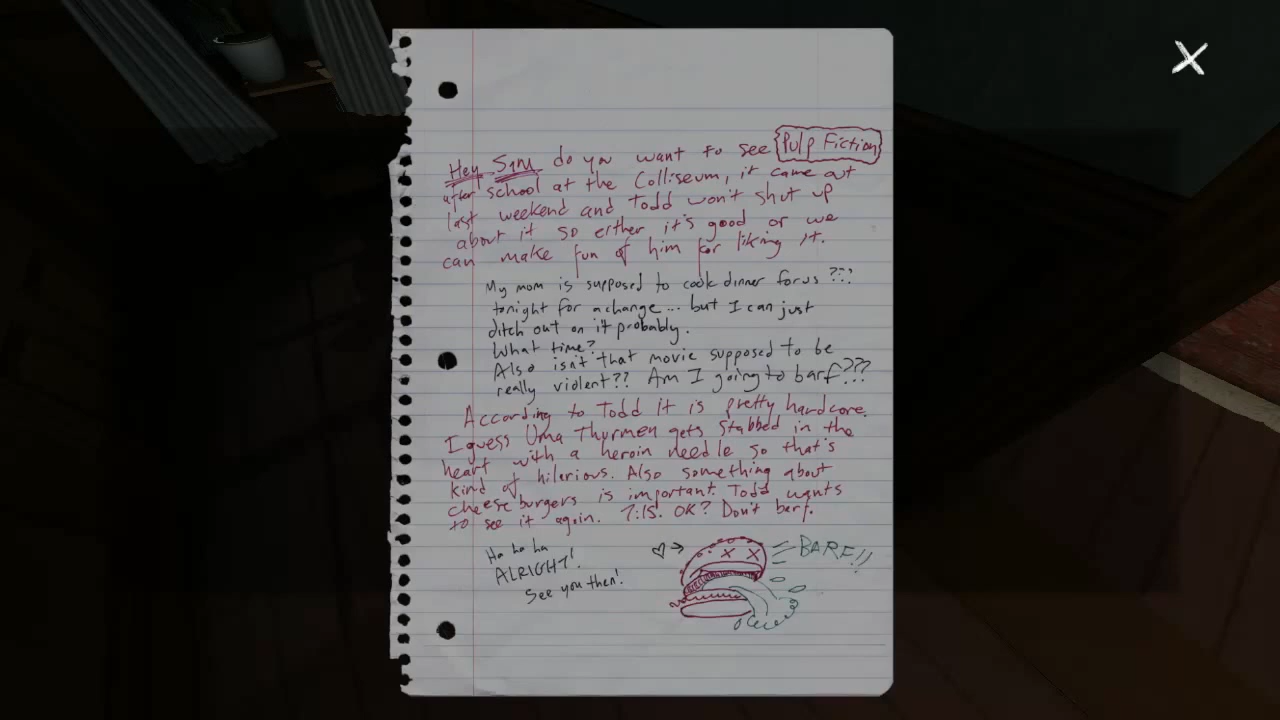 Hey Sam do you want to see Pulp Fiction
after school at the Colliseum, it came out
last weekend and Todd won't shut up
about it so either it's good or we
can make fun of him for liking it.
My mom is supposed to cook dinner for us???
tonight for a change... but I can just
ditch out on it probably.
What time?
Also isn't that movie supposed to be
really violent?? Am I going to barf???
According to Todd it is pretty hardcore.
I guess Uma Thurmen gets stabbed in the
heart with a heroin needle so that's
kind of hilerious. Also something about
cheeseburgers is important. Todd wants
to see it again. 7:15. OK? Don't barf.
Ha ha ha
ALRIGHT!
See you then!
BARF!!